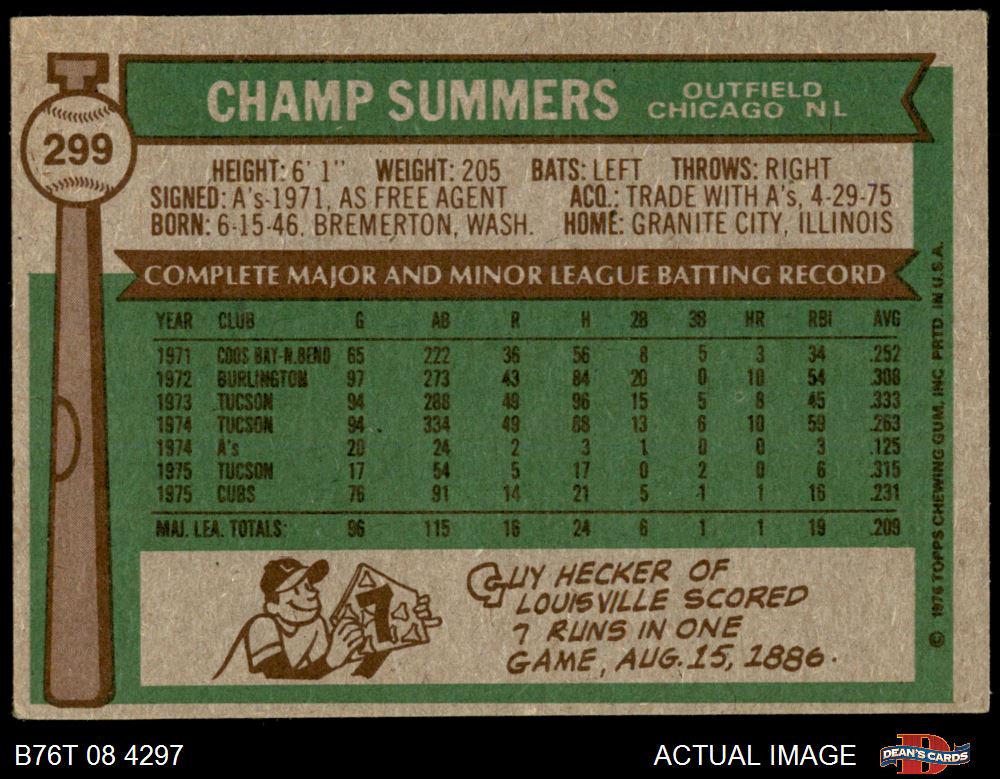 299
CHAMP SUMMERS OUTFIELD
CHICAGO N L
HEIGHT: 6' 1" WEIGHT: 205 BATS: LEFT THROWS: RIGHT
SIGNED: A's-1971, AS FREE AGENT ACQ.: TRADE WITH A's, 4-29-75
BORN: 6-15-46, BREMERTON, WASH. HOME: GRANITE CITY, ILLINOIS
COMPLETE MAJOR AND MINOR LEAGUE BATTING RECORD
YEAR CLUB G AB R H 2B 3B HR RBI AVG
1971 COOS BAY-N.BEND 65 222 36 56 8 5 3 34 .252
1972 BURLINGTON 97 273 43 84 20 0 10 54 .308
1973 TUCSON 94 288 49 96 15 5 8 45 .333
1974 TUCSON 94 334 49 88 13 6 10 59 .263
1974 A's 20 24 2 3 1 0 0 3 .125
1975 TUCSON 17 54 5 17 0 2 0 6 .315
1975 CUBS 76 91 14 21 5 1 1 16 .231
MAJ. LEA. TOTALS 96 115 16 24 6 1 1 19 .209
7
GUY HECKER OF
LOUISVILLE SCORED
7 RUNS IN ONE
GAME, AUG. 15, 1886.
© 1976 TOPPS CHEWING GUM, INC. PRTD. IN U.S.A.
B76T 08 4297 ACTUAL IMAGE DEAN'S CARDS